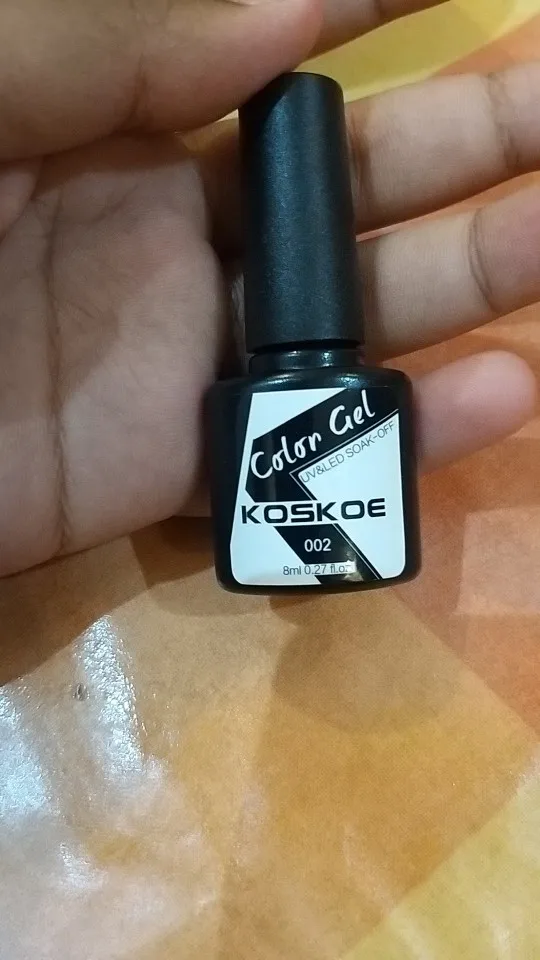 Color Gel
UV&LED SOAK-OFF
KOSKOE
002
8ml 0.27 fl.oz